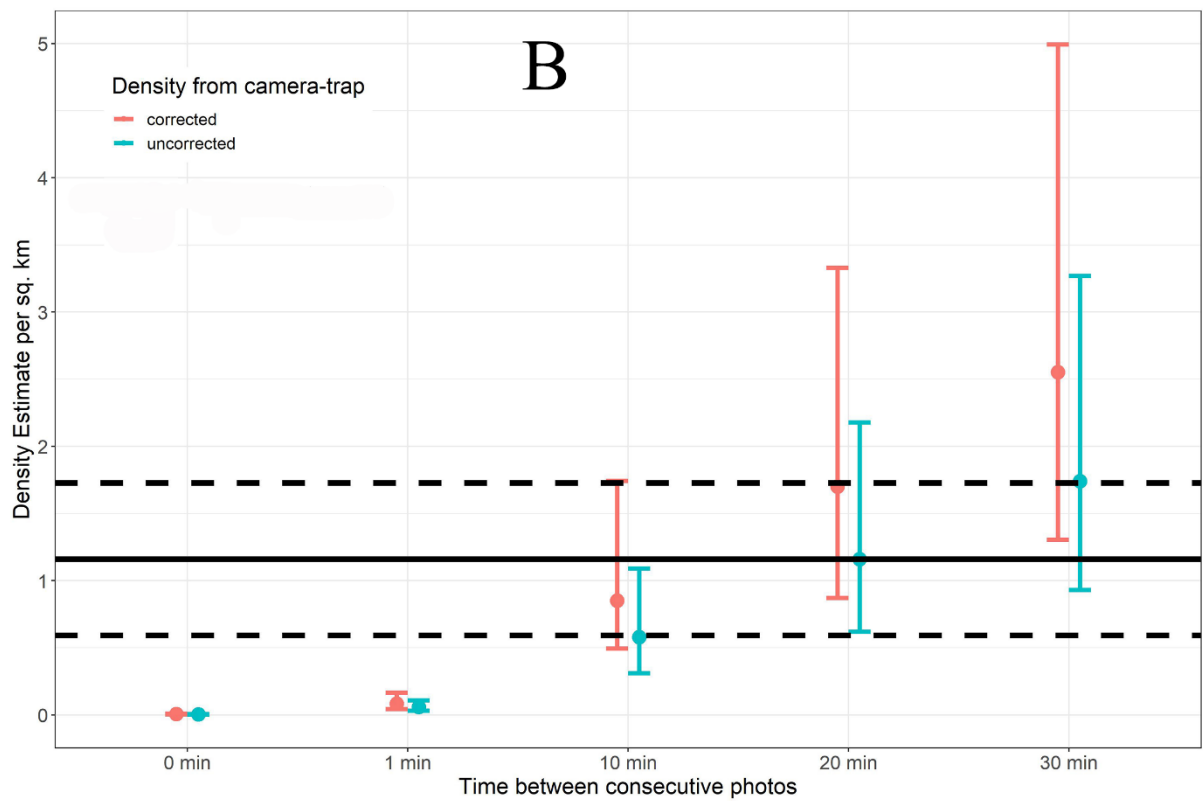 B
Density from camera-trap
corrected
uncorrected
5
4
3
2
1
0
Density Estimate per sq. km
0 min
1 min
10 min
20 min
30 min
Time between consecutive photos